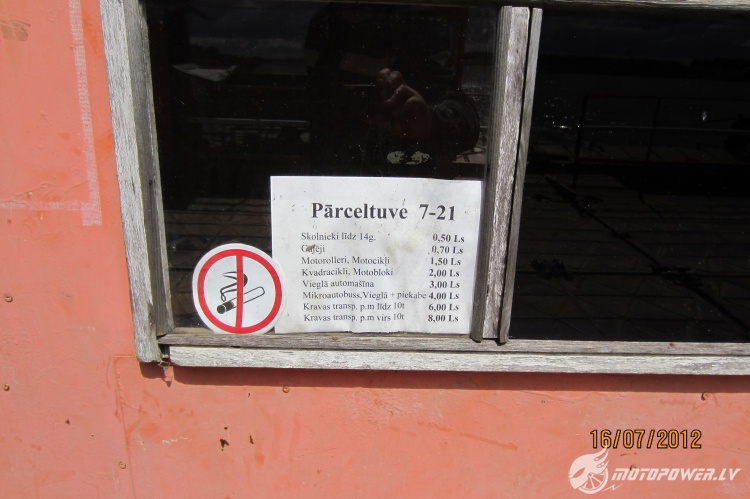 Pārceltuve 7-21
Skolnieki līdz 14g. 0,50 Ls
Gājēji 0,70 Ls
Motorolleri, Motocikļi 1,50 Ls
Kvadracikli, Motobloki 2,00 Ls
Vieglā automašīna 3,00 Ls
Mikroautobuss,Vieglā + piekabe 4,00 Ls
Kravas transp. p.m līdz 10t 6,00 Ls
Kravas transp. p.m virs 10t 8,00 Ls
16/07/2012
MOTOPOWER.LV